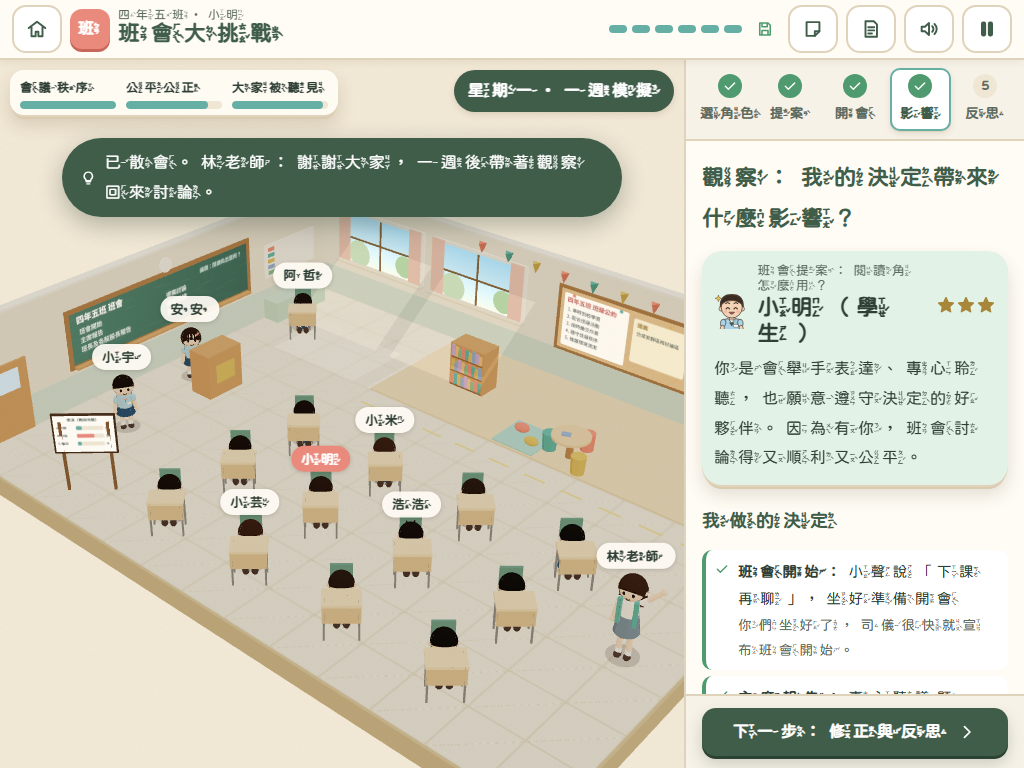 四年五班 · 小明
班
班會大挑戰
會議秩序
公平公正
大家被聽見
星期一 · 一週模擬
選角色
提案
開會
影響
5
反思
已散會。林老師：謝謝大家，一週後帶著觀察
回來討論。
四年五班 班會
阿哲
安安
小宇
小米
小明
小芸
浩浩
林老師
觀察：我的決定帶來
什麼影響？
班會提案：閱讀角
怎麼用？
小明（學
生）
你是會舉手表達、專心聆
聽，也願意遵守決定的好
夥伴。因為有你，班會討
論得又順利又公平。
我做的決定
班會開始：小聲說「下課
再聊」，坐好準備開會
你們坐好了，司儀很快就宣
布班會開始。
下一步：修正與反思